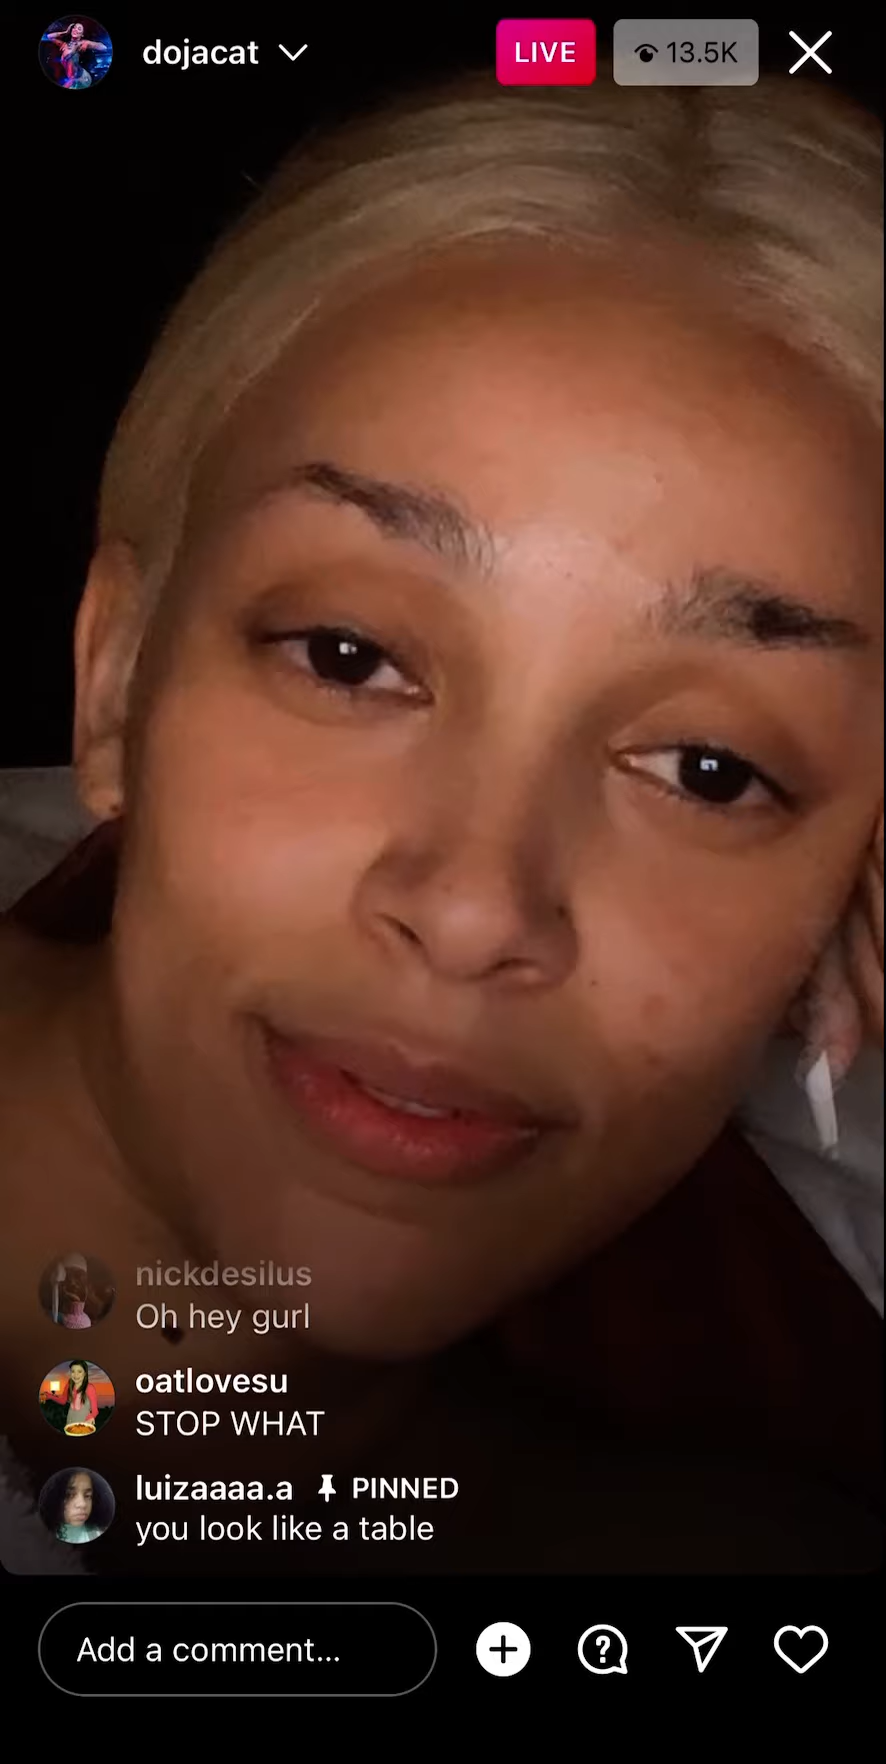 dojacat
LIVE
13.5K
nickdesilus
Oh hey gurl
oatlovesu
STOP WHAT
luizaaaa.a PINNED
you look like a table
Add a comment...